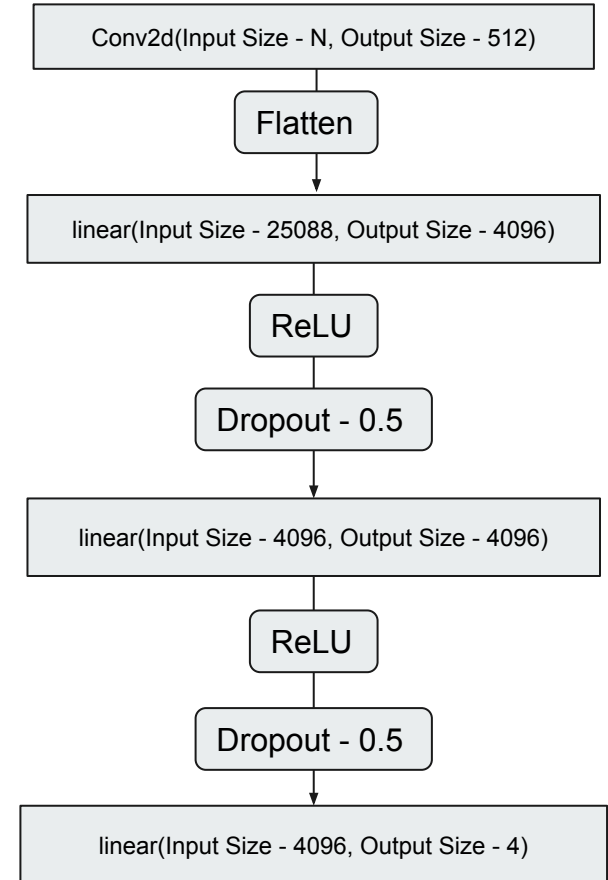 Conv2d(Input Size - N, Output Size - 512)
Flatten
linear(Input Size - 25088, Output Size - 4096)
ReLU
Dropout - 0.5
linear(Input Size - 4096, Output Size - 4096)
ReLU
Dropout - 0.5
linear(Input Size - 4096, Output Size - 4)